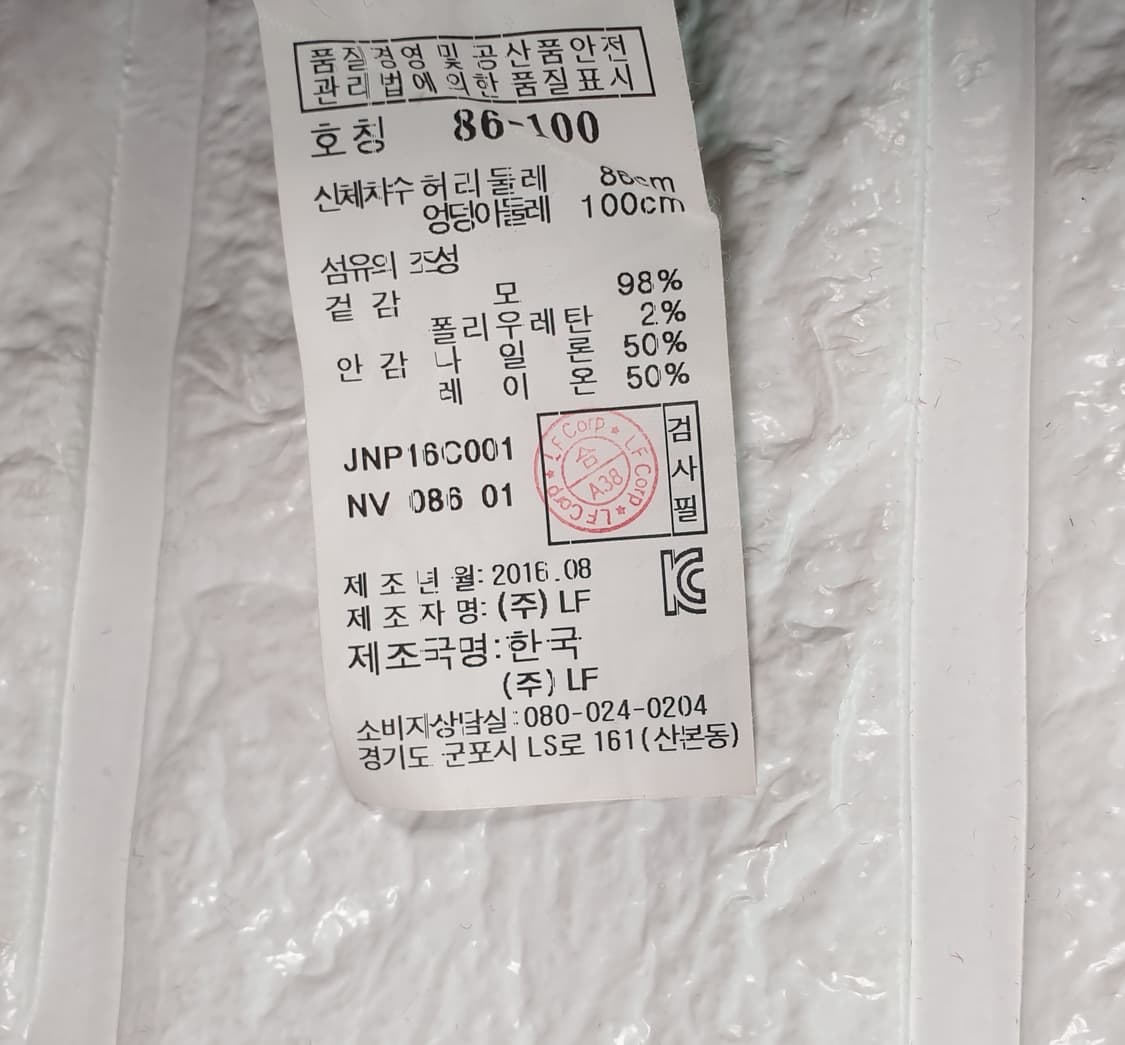 품질경영 및 공산품안전
관리법에 의한 품질표시
호칭 86-100
신체차수 허리둘레 86cm
엉덩이둘레 100cm
섬유의 조성
겉감 모 98%
폴리우레탄 2%
안감 나일론 50%
레이온 50%
JNP16C001
NV 086 01
LF Corp ★ LF Corp ★ LF Corp ★
合
A38
검사필
제조년월: 2016.08
제조자명: (주) LF
제조국명: 한국
(주) LF
소비자상담실: 080-024-0204
경기도 군포시 LS로 161 (산본동)